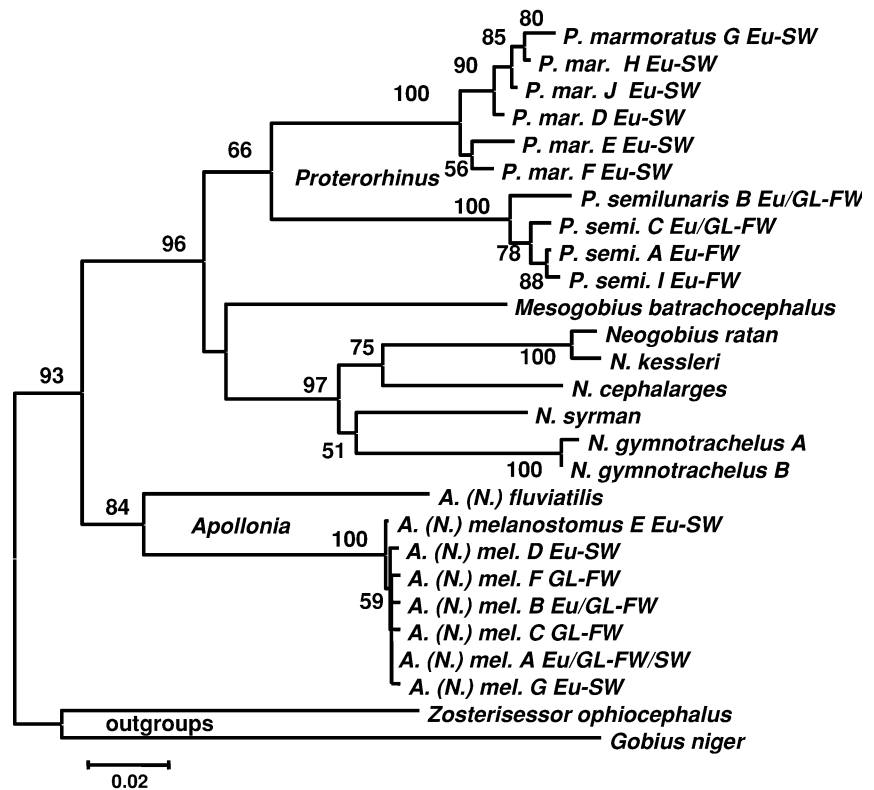 80
P. marmoratus G Eu-SW
85
P. mar. H Eu-SW
90
P. mar. J Eu-SW
100
P. mar. D Eu-SW
P. mar. E Eu-SW
66
56
P. mar. F Eu-SW
Proterorhinus
P. semilunaris B Eu/GL-FW
100
P. semi. C Eu/GL-FW
96
78
P. semi. A Eu-FW
88
P. semi. I Eu-FW
Mesogobius batrachocephalus
Neogobius ratan
75
100
N. kessleri
93
97
N. cephalarges
N. syrman
51
N. gymnotrachelus A
100
N. gymnotrachelus B
A. (N.) fluviatilis
84
Apollonia
A. (N.) melanostomus E Eu-SW
100
A. (N.) mel. D Eu-SW
A. (N.) mel. F GL-FW
59
A. (N.) mel. B Eu/GL-FW
A. (N.) mel. C GL-FW
A. (N.) mel. A Eu/GL-FW/SW
A. (N.) mel. G Eu-SW
Zosterisessor ophiocephalus
outgroups
Gobius niger
0.02